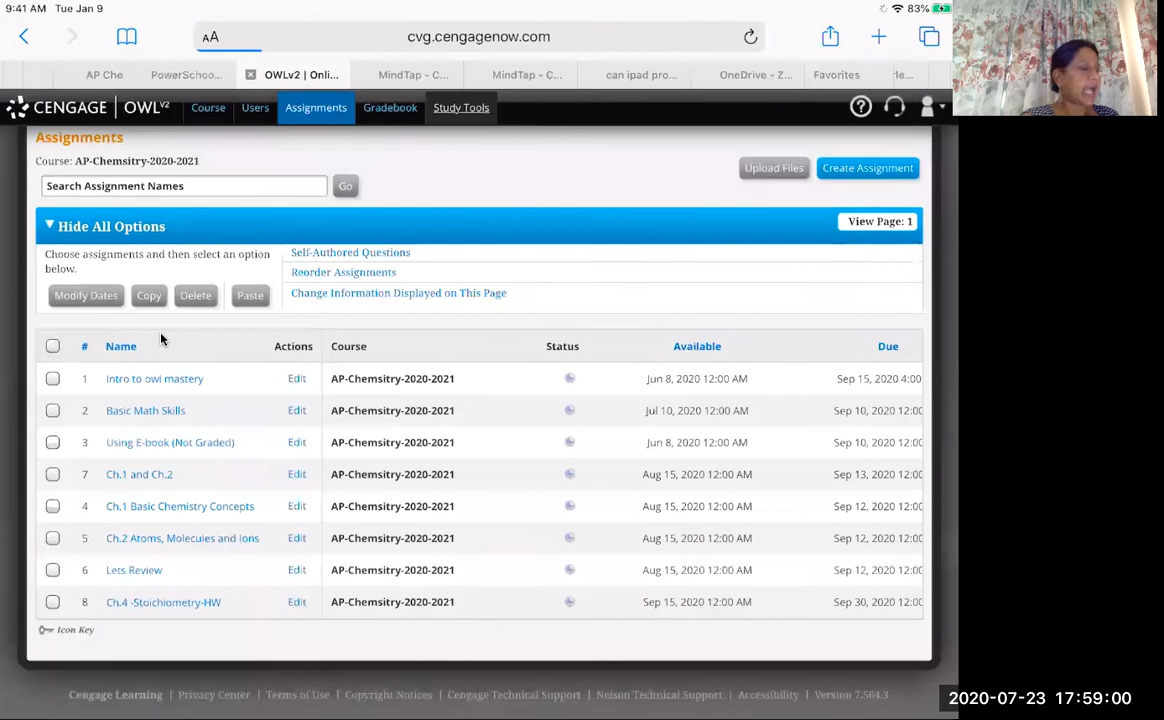 9:41 AM Tue Jan 9
83%
AA
cvg.cengagenow.com
AP Che
PowerSchoo...
OWLv2 | Onli...
MindTap - C...
MindTap - C...
can ipad pro...
OneDrive - Z...
Favorites
CENGAGE | OWLV2
Course
Users
Assignments
Gradebook
Study Tools
Assignments
Course: AP-Chemsitry-2020-2021
Upload Files
Create Assignment
Search Assignment Names
Go
Hide All Options
View Page: 1
Choose assignments and then select an option
below.
Modify Dates
Copy
Delete
Paste
Self-Authored Questions
Reorder Assignments
Change Information Displayed on This Page
# Name Actions Course Status Available Due
1 Intro to owl mastery Edit AP-Chemsitry-2020-2021 Jun 8, 2020 12:00 AM Sep 15, 2020 4:00
2 Basic Math Skills Edit AP-Chemsitry-2020-2021 Jul 10, 2020 12:00 AM Sep 10, 2020 12:00
3 Using E-book (Not Graded) Edit AP-Chemsitry-2020-2021 Jun 8, 2020 12:00 AM Sep 10, 2020 12:00
7 Ch.1 and Ch.2 Edit AP-Chemsitry-2020-2021 Aug 15, 2020 12:00 AM Sep 13, 2020 12:00
4 Ch.1 Basic Chemistry Concepts Edit AP-Chemsitry-2020-2021 Aug 15, 2020 12:00 AM Sep 12, 2020 12:00
5 Ch.2 Atoms, Molecules and ions Edit AP-Chemsitry-2020-2021 Aug 15, 2020 12:00 AM Sep 12, 2020 12:00
6 Lets Review Edit AP-Chemsitry-2020-2021 Aug 15, 2020 12:00 AM Sep 12, 2020 12:00
8 Ch.4 -Stoichiometry-HW Edit AP-Chemsitry-2020-2021 Sep 15, 2020 12:00 AM Sep 30, 2020 12:00
Icon Key
Cengage Learning | Privacy Center | Terms of Use | Copyright Notices | Cengage Technical Support | Nelson Technical Support | Accessibility | Version 7.564.3
2020-07-23 17:59:00